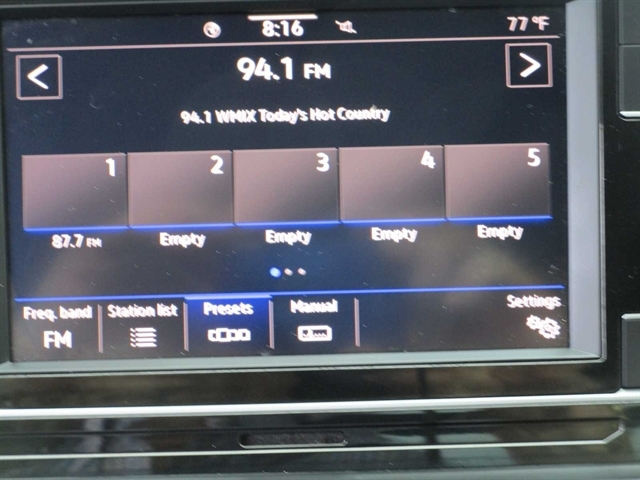 8:16
77 °F
94.1 FM
94.1 WMIX Today's Hot Country
1 2 3 4 5
87.7 FM Empty Empty Empty Empty
Freq. band Station list Presets Manual Settings
FM